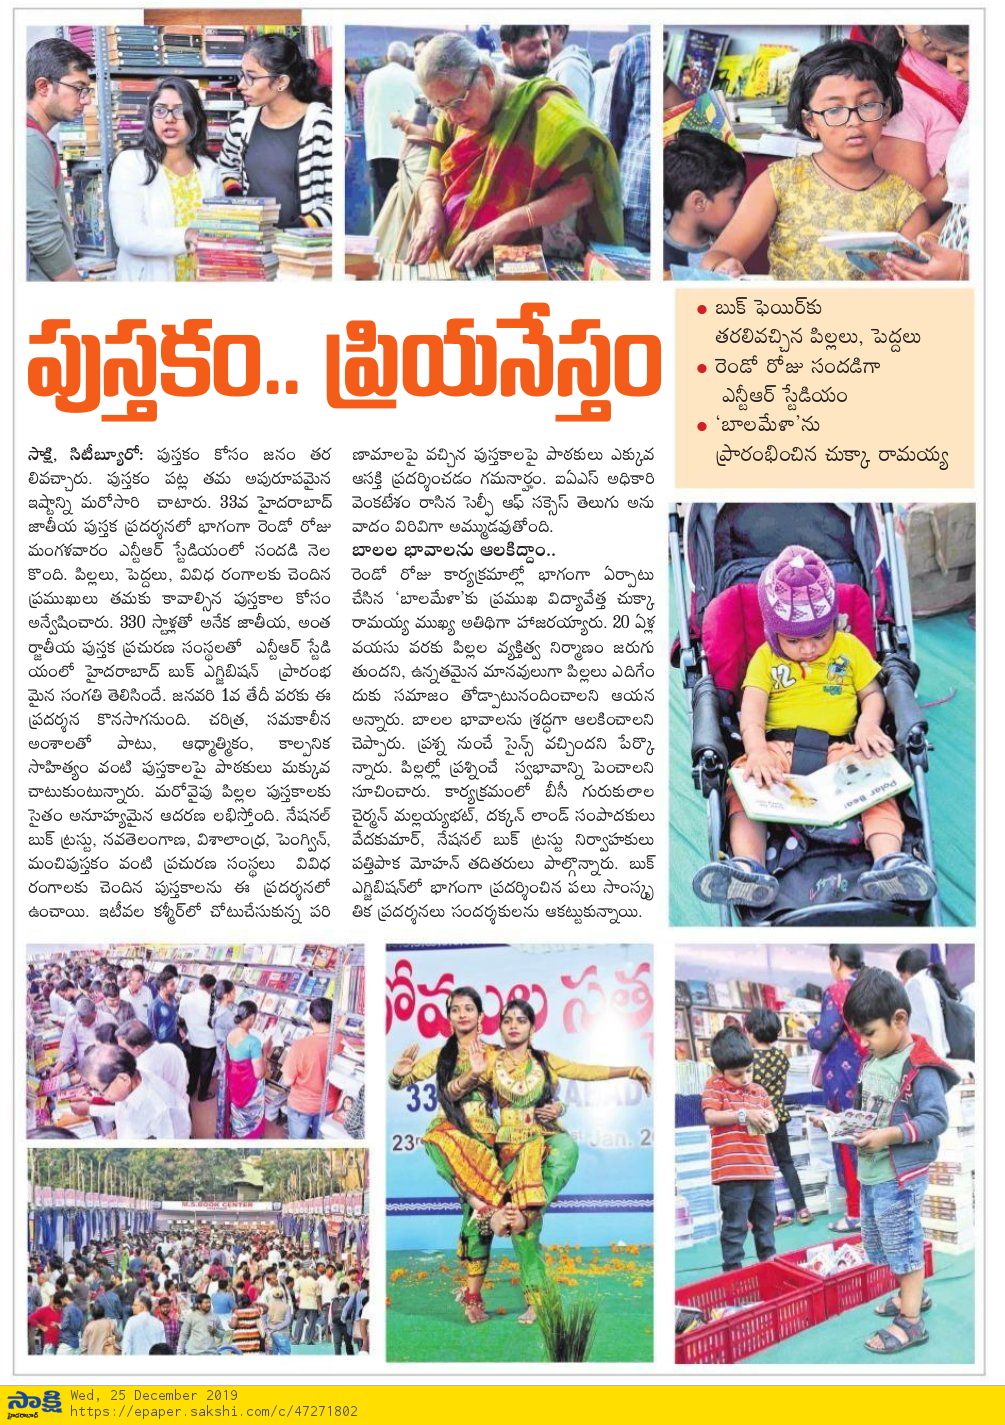 పుస్తకం.. ప్రియనేస్తం
• బుక్ ఫెయిర్‌కు
తరలివచ్చిన పిల్లలు, పెద్దలు
• రెండో రోజు సందడిగా
ఎన్టీఆర్ స్టేడియం
• ‘బాలమేళా’ను
ప్రారంభించిన చుక్కా రామయ్య
సాక్షి, సిటీబ్యూరో: పుస్తకం కోసం జనం తర
లివచ్చారు. పుస్తకం పట్ల తమ అపురూపమైన
ఇష్టాన్ని మరోసారి చాటారు. 33వ హైదరాబాద్
జాతీయ పుస్తక ప్రదర్శనలో భాగంగా రెండో రోజు
మంగళవారం ఎన్టీఆర్ స్టేడియంలో సందడి నెల
కొంది. పిల్లలు, పెద్దలు, వివిధ రంగాలకు చెందిన
ప్రముఖులు తమకు కావాల్సిన పుస్తకాల కోసం
అన్వేషించారు. 330 స్టాళ్లతో అనేక జాతీయ, అంత
ర్జాతీయ పుస్తక ప్రచురణ సంస్థలతో ఎన్టీఆర్ స్టేడి
యంలో హైదరాబాద్ బుక్ ఎగ్జిబిషన్ ప్రారంభ
మైన సంగతి తెలిసిందే. జనవరి 1వ తేదీ వరకు ఈ
ప్రదర్శన కొనసాగనుంది. చరిత్ర, సమకాలీన
అంశాలతో పాటు, ఆధ్మాత్మికం, కాల్పనిక
సాహిత్యం వంటి పుస్తకాలపై పాఠకులు మక్కువ
చాటుకుంటున్నారు. మరోవైపు పిల్లల పుస్తకాలకు
సైతం అనూహ్యమైన ఆదరణ లభిస్తోంది. నేషనల్
బుక్ ట్రస్టు, నవతెలంగాణ, విశాలాంధ్ర, పెంగ్విన్,
మంచిపుస్తకం వంటి ప్రచురణ సంస్థలు వివిధ
రంగాలకు చెందిన పుస్తకాలను ఈ ప్రదర్శనలో
ఉంచాయి. ఇటీవల కశ్మీర్‌లో చోటుచేసుకున్న పరి
ణామాలపై వచ్చిన పుస్తకాలపై పాఠకులు ఎక్కువ
ఆసక్తి ప్రదర్శించడం గమనార్హం. ఐఏఎస్ అధికారి
వెంకటేశం రాసిన సెల్ఫీ ఆఫ్ సక్సెస్ తెలుగు అను
వాదం విరివిగా అమ్ముడవుతోంది.
బాలల భావాలను ఆలకిద్దాం..
రెండో రోజు కార్యక్రమాల్లో భాగంగా ఏర్పాటు
చేసిన ‘బాలమేళా’కు ప్రముఖ విద్యావేత్త చుక్కా
రామయ్య ముఖ్య అతిథిగా హాజరయ్యారు. 20 ఏళ్ల
వయసు వరకు పిల్లల వ్యక్తిత్వ నిర్మాణం జరుగు
తుందని, ఉన్నతమైన మానవులుగా పిల్లలు ఎదిగేం
దుకు సమాజం తోడ్పాటునందించాలని ఆయన
అన్నారు. బాలల భావాలను శ్రద్ధగా ఆలకించాలని
చెప్పారు. ప్రశ్న నుంచే సైన్స్ వచ్చిందని పేర్కొ
న్నారు. పిల్లల్లో ప్రశ్నించే స్వభావాన్ని పెంచాలని
సూచించారు. కార్యక్రమంలో బీసీ గురుకులాల
చైర్మన్ మల్లయ్యభట్, దక్కన్ లాండ్ సంపాదకులు
వేదకుమార్, నేషనల్ బుక్ ట్రస్టు నిర్వాహకులు
పత్తిపాక మోహన్ తదితరులు పాల్గొన్నారు. బుక్
ఎగ్జిబిషన్‌లో భాగంగా ప్రదర్శించిన పలు సాంస్కృ
తిక ప్రదర్శనలు సందర్శకులను ఆకట్టుకున్నాయి.
Polar Bear
M.S.BOOK CENTER
33
23
Jan. 20
సాక్షి
హైదరాబాద్
Wed, 25 December 2019
https://epaper.sakshi.com/c/47271802